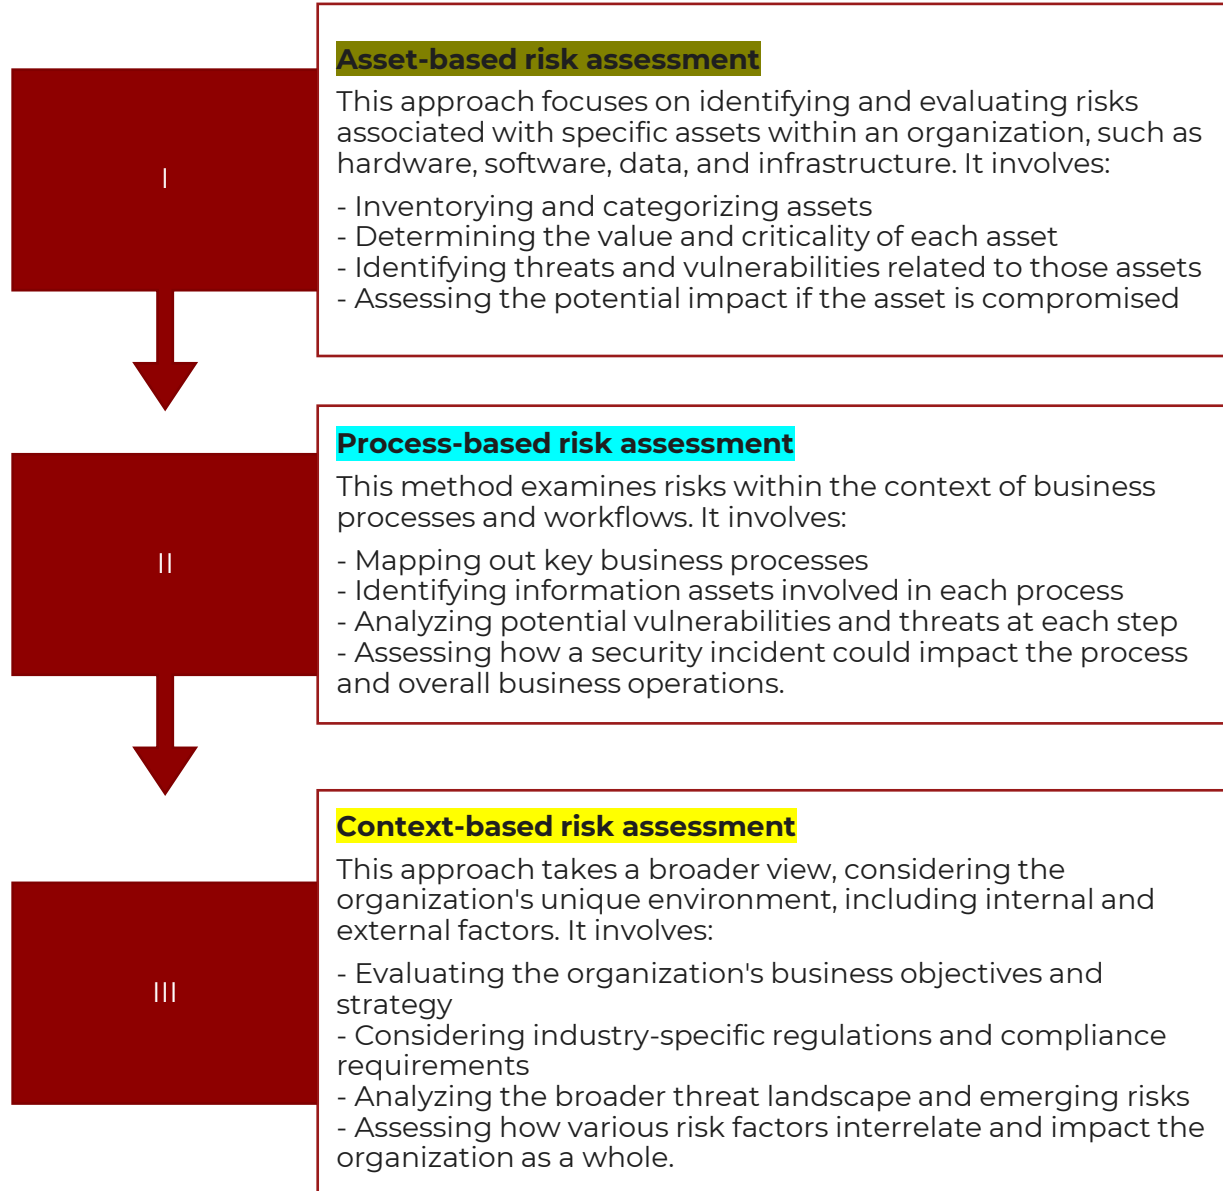 Asset-based risk assessment
This approach focuses on identifying and evaluating risks
associated with specific assets within an organization, such as
hardware, software, data, and infrastructure. It involves:
- Inventorying and categorizing assets
- Determining the value and criticality of each asset
- Identifying threats and vulnerabilities related to those assets
- Assessing the potential impact if the asset is compromised
I
Process-based risk assessment
This method examines risks within the context of business
processes and workflows. It involves:
- Mapping out key business processes
- Identifying information assets involved in each process
- Analyzing potential vulnerabilities and threats at each step
- Assessing how a security incident could impact the process
and overall business operations.
II
Context-based risk assessment
This approach takes a broader view, considering the
organization's unique environment, including internal and
external factors. It involves:
- Evaluating the organization's business objectives and
strategy
- Considering industry-specific regulations and compliance
requirements
- Analyzing the broader threat landscape and emerging risks
- Assessing how various risk factors interrelate and impact the
organization as a whole.
III